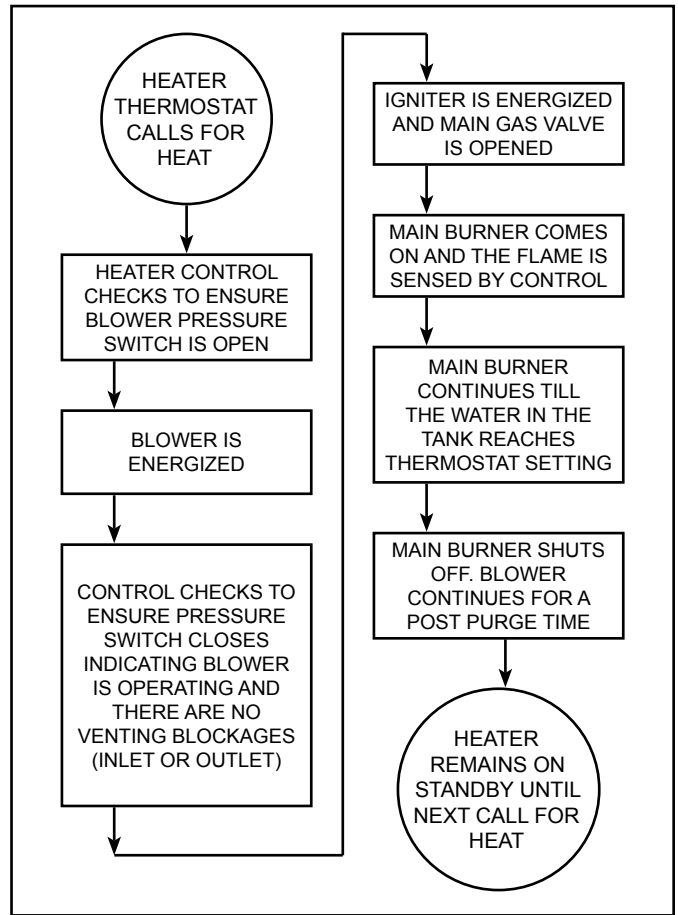 HEATER
THERMOSTAT
CALLS FOR
HEAT
HEATER CONTROL
CHECKS TO ENSURE
BLOWER PRESSURE
SWITCH IS OPEN
BLOWER IS
ENERGIZED
CONTROL CHECKS TO
ENSURE PRESSURE
SWITCH CLOSES
INDICATING BLOWER
IS OPERATING AND
THERE ARE NO
VENTING BLOCKAGES
(INLET OR OUTLET)
IGNITER IS ENERGIZED
AND MAIN GAS VALVE
IS OPENED
MAIN BURNER COMES
ON AND THE FLAME IS
SENSED BY CONTROL
MAIN BURNER
CONTINUES TILL
THE WATER IN THE
TANK REACHES
THERMOSTAT SETTING
MAIN BURNER SHUTS
OFF. BLOWER
CONTINUES FOR A
POST PURGE TIME
HEATER
REMAINS ON
STANDBY UNTIL
NEXT CALL FOR
HEAT